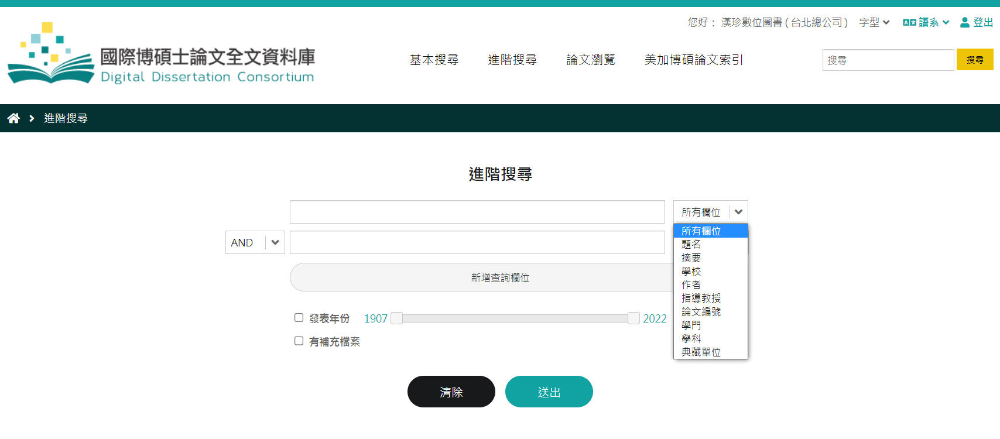 您好： 漢珍數位圖書 ( 台北總公司 ) 字型 語系 登出
國際博碩士論文全文資料庫
Digital Dissertation Consortium
基本搜尋 進階搜尋 論文瀏覽 美加博碩論文索引 搜尋 搜尋
進階搜尋
進階搜尋
所有欄位
AND
所有欄位
題名
摘要
學校
作者
指導教授
論文編號
學門
學科
典藏單位
新增查詢欄位
發表年份 1907 2022
有補充檔案
清除 送出